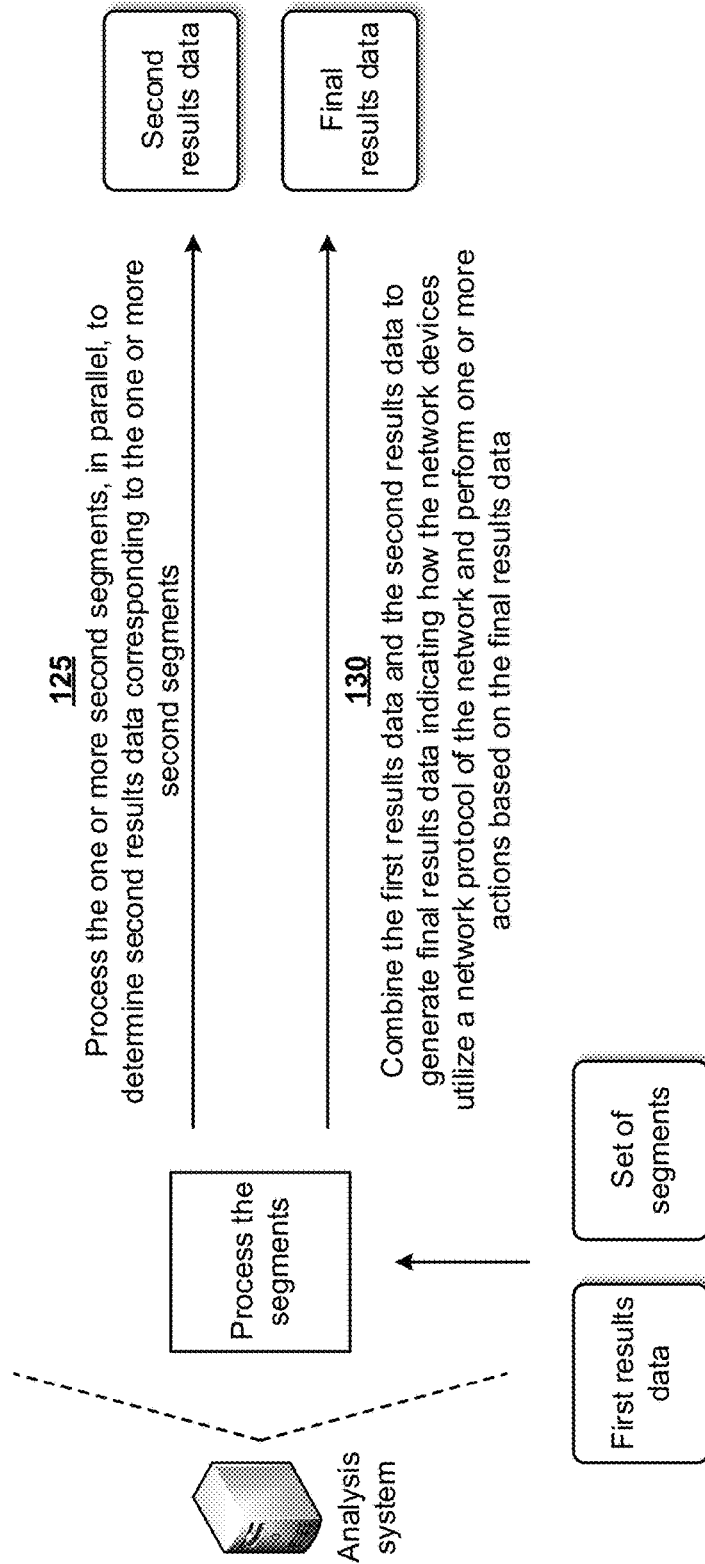 Analysis
system
Process the
segments
First results
data
Set of
segments
125
Process the one or more second segments, in parallel, to
determine second results data corresponding to the one or more
second segments
130
Combine the first results data and the second results data to
generate final results data indicating how the network devices
utilize a network protocol of the network and perform one or more
actions based on the final results data
Second
results data
Final
results data